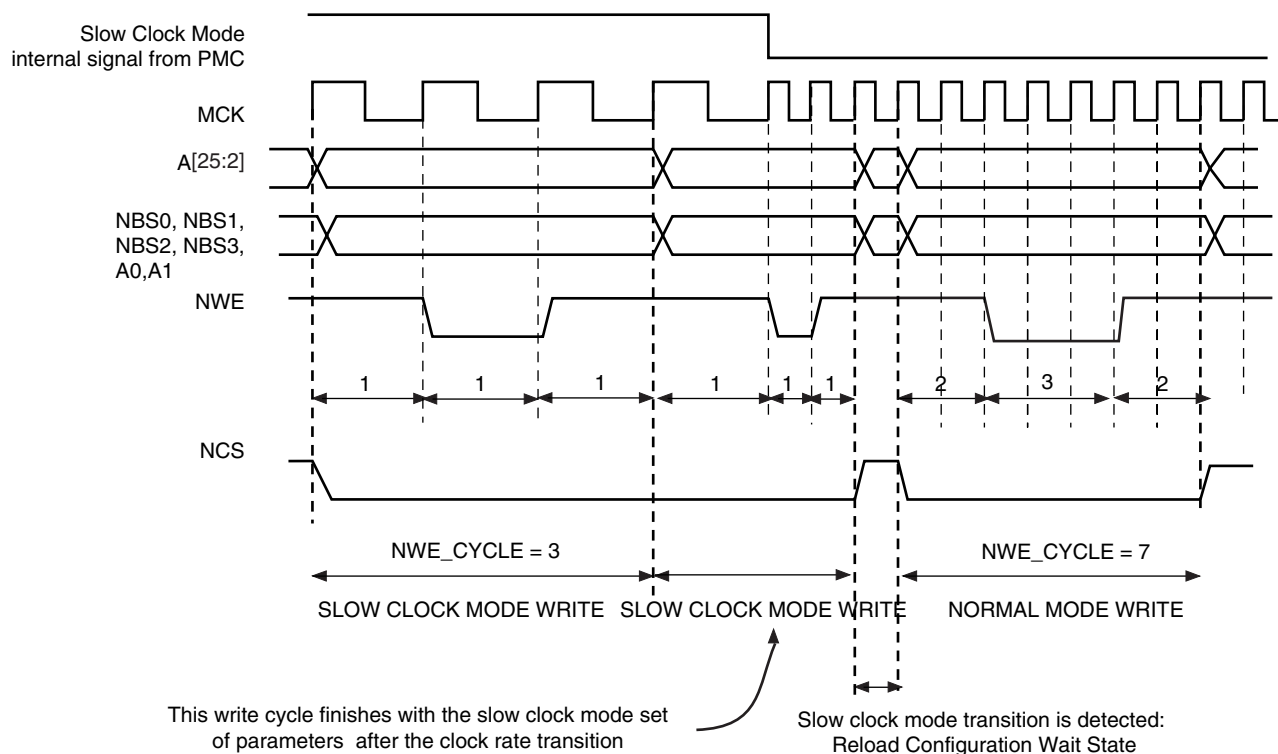 Slow Clock Mode
internal signal from PMC
MCK
A[25:2]
NBS0, NBS1,
NBS2, NBS3,
A0,A1
NWE
1 1 1 1 1 1 2 3 2
NCS
NWE_CYCLE = 3 NWE_CYCLE = 7
SLOW CLOCK MODE WRITE SLOW CLOCK MODE WRITE NORMAL MODE WRITE
This write cycle finishes with the slow clock mode set
of parameters after the clock rate transition
Slow clock mode transition is detected:
Reload Configuration Wait State